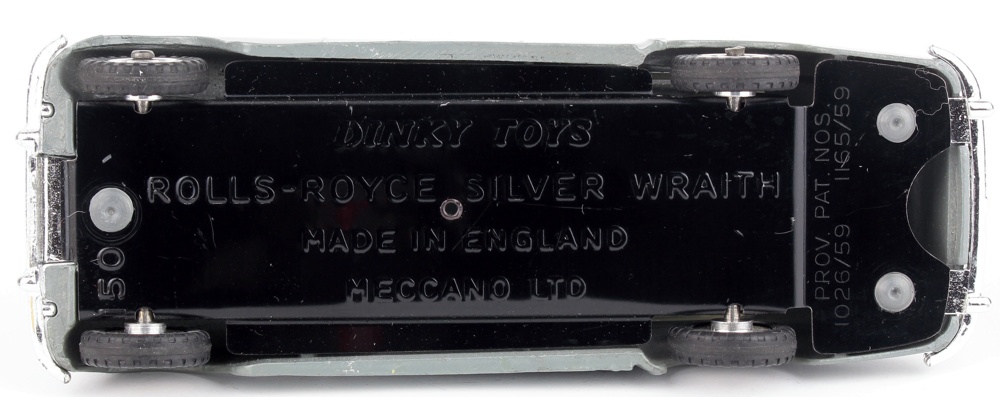 DINKY TOYS
ROLLS-ROYCE SILVER WRAITH
MADE IN ENGLAND
MECCANO LTD
150
PROV. PAT. NOS.
1026/59 1165/59